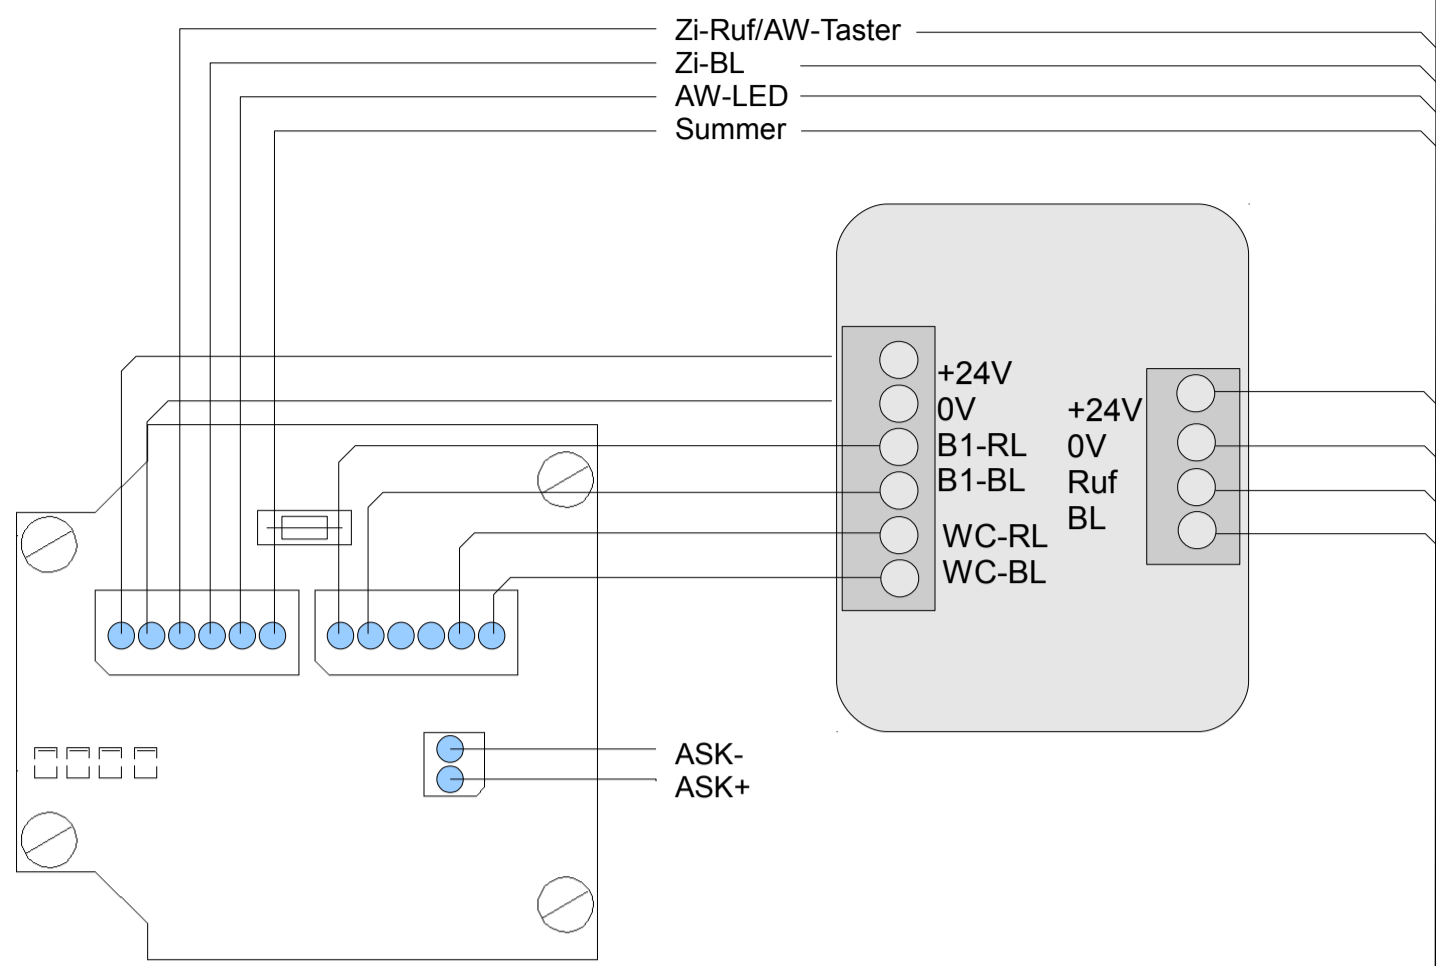 Zi-Ruf/AW-Taster
Zi-BL
AW-LED
Summer
+24V
0V
B1-RL
B1-BL
WC-RL
WC-BL
+24V
0V
Ruf
BL
ASK-
ASK+